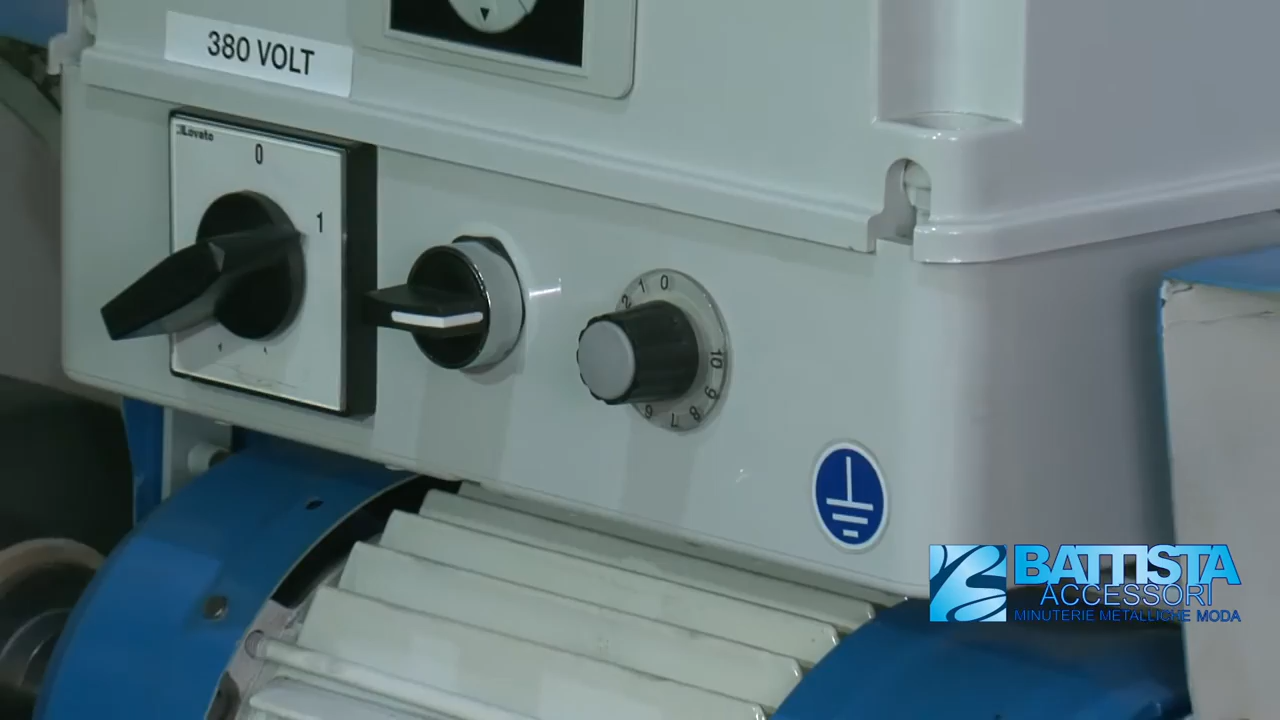 380 VOLT
Lovato
0
1
2 1 0
10
9
8
7
6
BATTISTA
ACCESSORI
MINUTERIE METALLICHE MODA